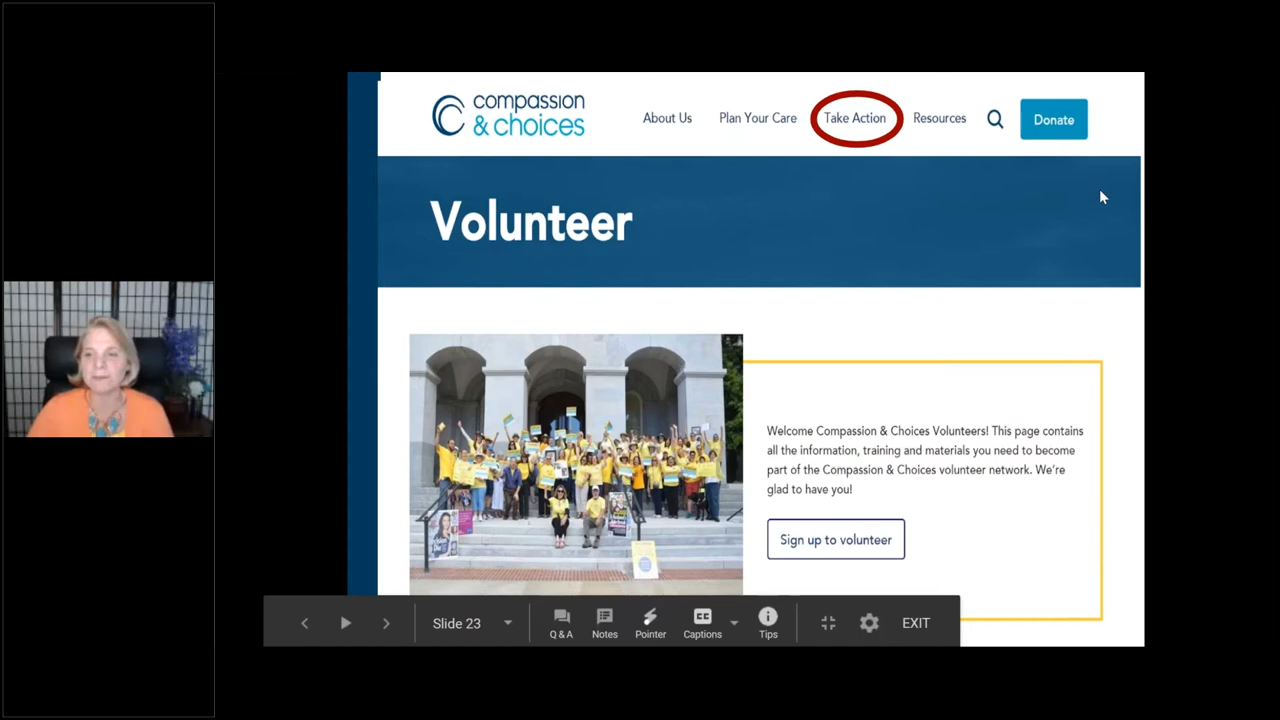 compassion
& choices
About Us
Plan Your Care
Take Action
Resources
Donate
Volunteer
Welcome Compassion & Choices Volunteers! This page contains
all the information, training and materials you need to become
part of the Compassion & Choices volunteer network. We're
glad to have you!
Sign up to volunteer
Slide 23
Q & A
Notes
Pointer
CC
Captions
Tips
EXIT